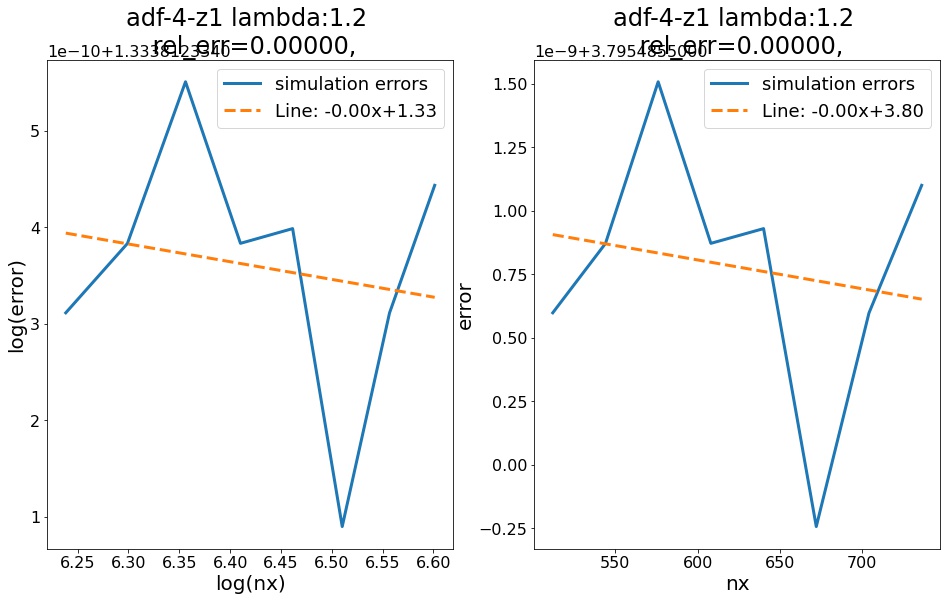 adf-4-z1 lambda:1.2
rel_err=0.00000,
1e−10+1.3338123340
simulation errors
Line: -0.00x+1.33
5
4
3
2
1
log(error)
6.25
6.30
6.35
6.40
6.45
6.50
6.55
6.60
log(nx)
adf-4-z1 lambda:1.2
rel_err=0.00000,
1e−9+3.7954855000
simulation errors
Line: -0.00x+3.80
1.50
1.25
1.00
0.75
0.50
0.25
0.00
−0.25
error
550
600
650
700
nx